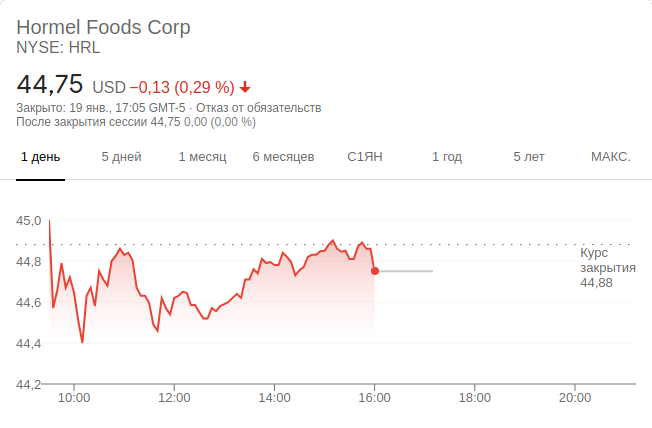 Hormel Foods Corp
NYSE: HRL
44,75 USD −0,13 (0,29 %)
Закрыто: 19 янв., 17:05 GMT-5 · Отказ от обязательств
После закрытия сессии 44,75 0,00 (0,00 %)
1 день 5 дней 1 месяц 6 месяцев С1ЯН 1 год 5 лет МАКС.
45,0
44,8
44,6
44,4
44,2
Курс
закрытия
44,88
10:00 12:00 14:00 16:00 18:00 20:00